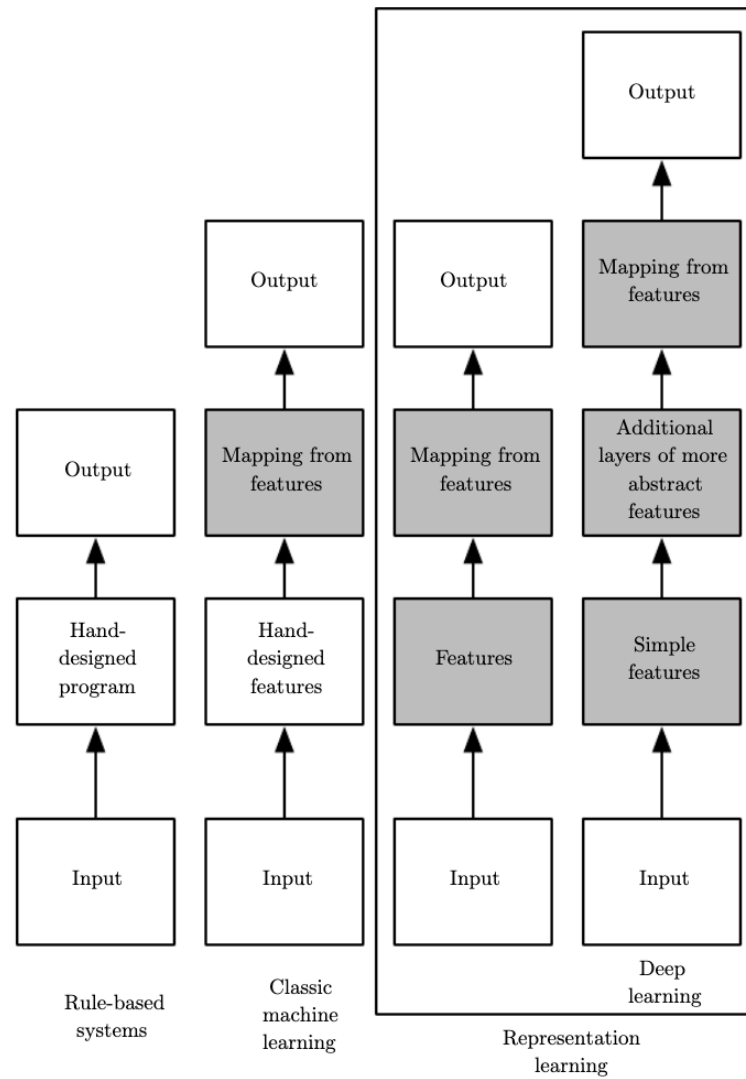 Output
Output
Output
Mapping from
features
Output
Mapping from
features
Mapping from
features
Additional
layers of more
abstract
features
Hand-
designed
program
Hand-
designed
features
Features
Simple
features
Input
Input
Input
Input
Rule-based
systems
Classic
machine
learning
Deep
learning
Representation
learning